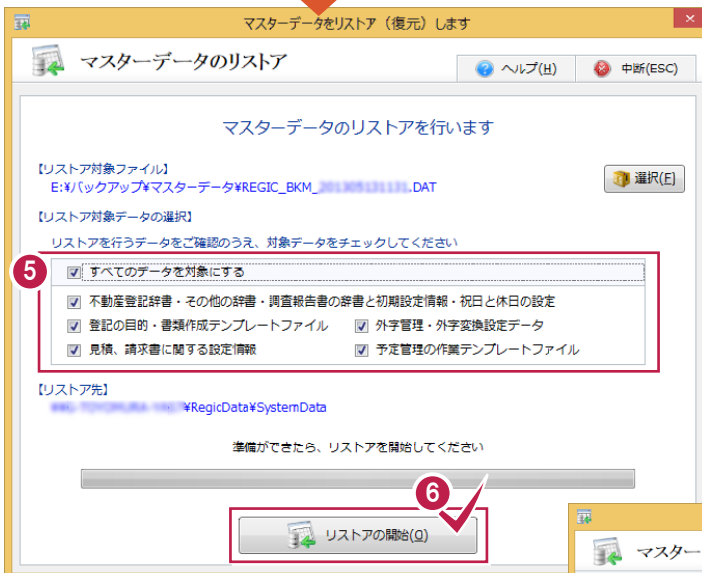 マスターデータをリストア（復元）します
マスターデータのリストア
ヘルプ(H)
中断(ESC)
マスターデータのリストアを行います
【リストア対象ファイル】
E:¥バックアップ¥マスターデータ¥REGIC_BKM_ .DAT
選択(F)
【リストア対象データの選択】
リストアを行うデータをご確認のうえ、対象データをチェックしてください
5
すべてのデータを対象にする
不動産登記辞書・その他の辞書・調査報告書の辞書と初期設定情報・祝日と休日の設定
登記の目的・書類作成テンプレートファイル
外字管理・外字変換設定データ
見積、請求書に関する設定情報
予定管理の作業テンプレートファイル
【リストア先】
¥RegicData¥SystemData
準備ができたら、リストアを開始してください
6
リストアの開始(O)
マスター